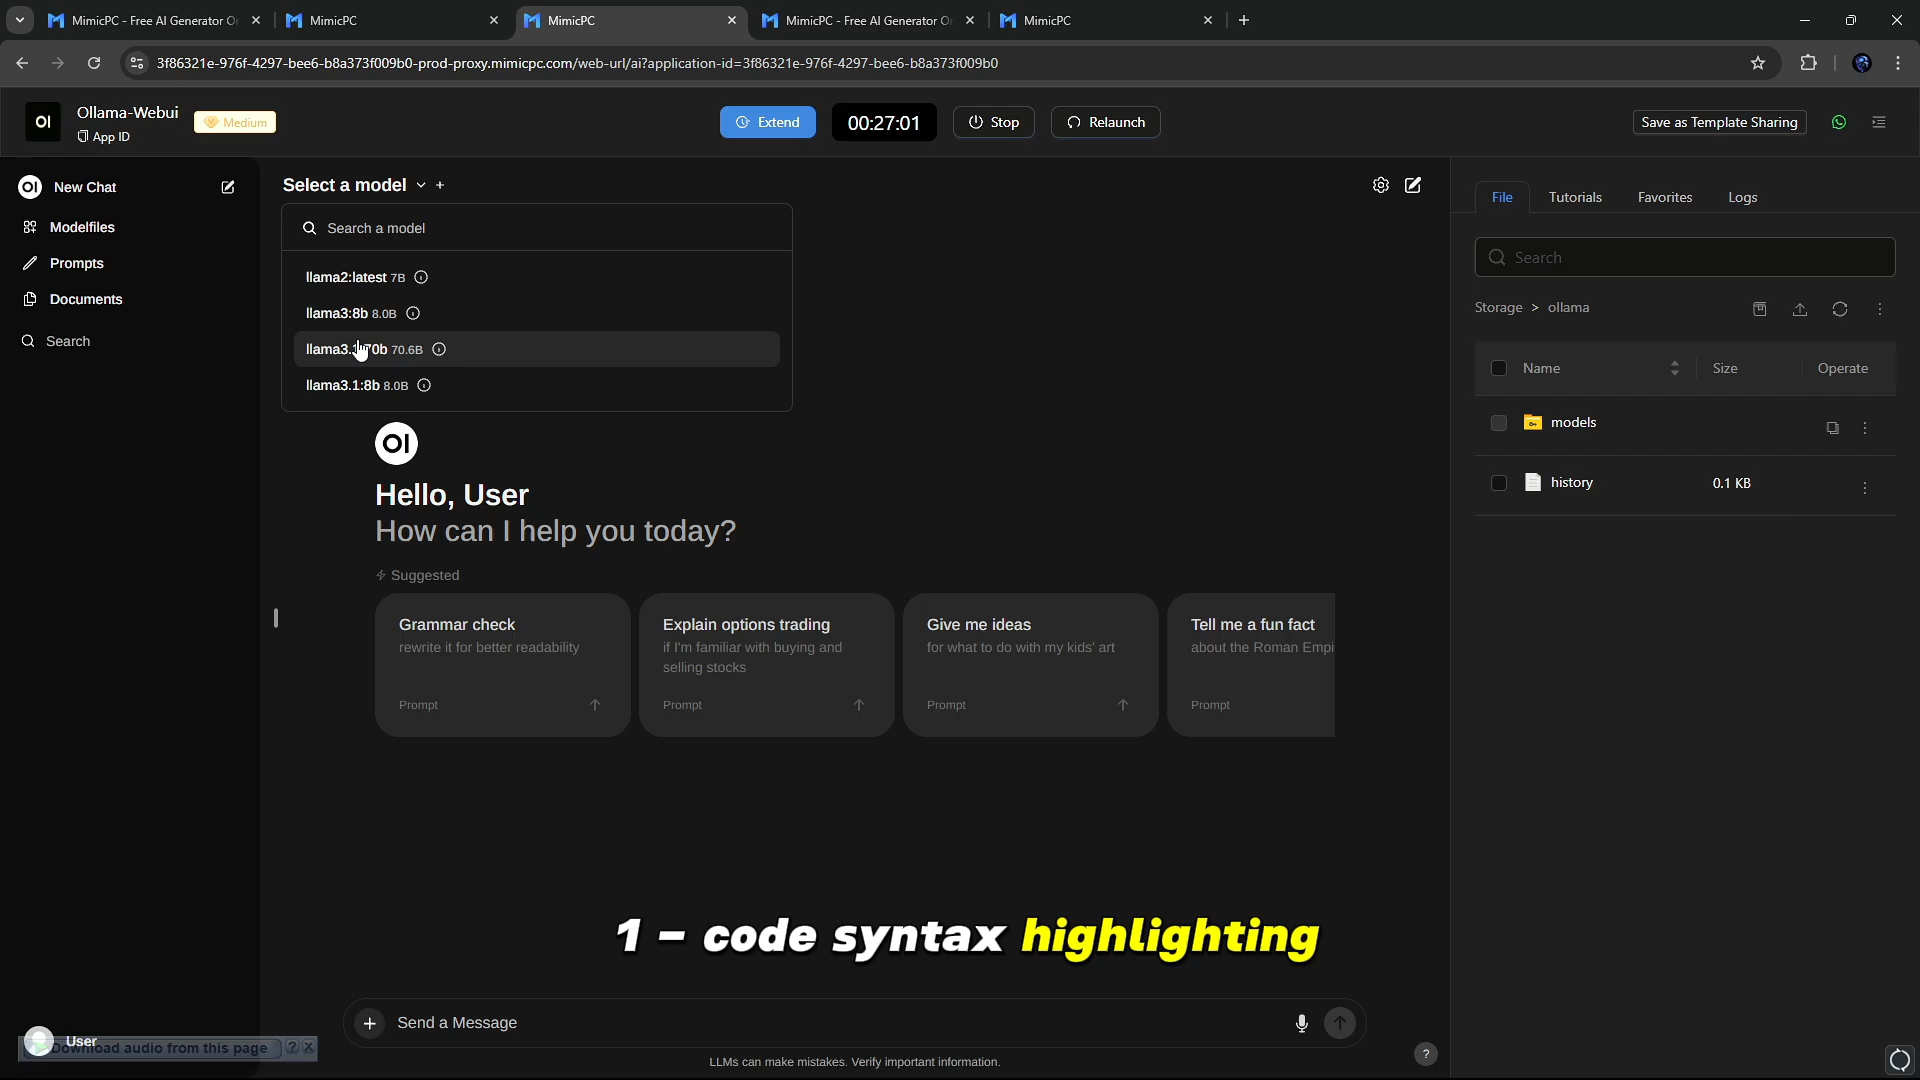 MimicPC - Free AI Generator O
MimicPC
MimicPC
MimicPC - Free AI Generator O
MimicPC
3f86321e-976f-4297-bee6-b8a373f009b0-prod-proxy.mimicpc.com/web-url/ai?application-id=3f86321e-976f-4297-bee6-b8a373f009b0
OI
Ollama-Webui
App ID
Medium
Extend
00:27:01
Stop
Relaunch
Save as Template Sharing
OI
New Chat
Modelfiles
Prompts
Documents
Search
Select a model
Search a model
llama2:latest 7B
llama3:8b 8.0B
llama3.1:70b 70.6B
llama3.1:8b 8.0B
OI
Hello, User
How can I help you today?
Suggested
Grammar check
rewrite it for better readability
Prompt
Explain options trading
if I'm familiar with buying and
selling stocks
Prompt
Give me ideas
for what to do with my kids' art
Prompt
Tell me a fun fact
about the Roman Empi
Prompt
File
Tutorials
Favorites
Logs
Search
Storage > ollama
Name
Size
Operate
models
history
0.1 KB
1 - code syntax highlighting
Send a Message
LLMs can make mistakes. Verify important information.
?
User
Download audio from this page
? X